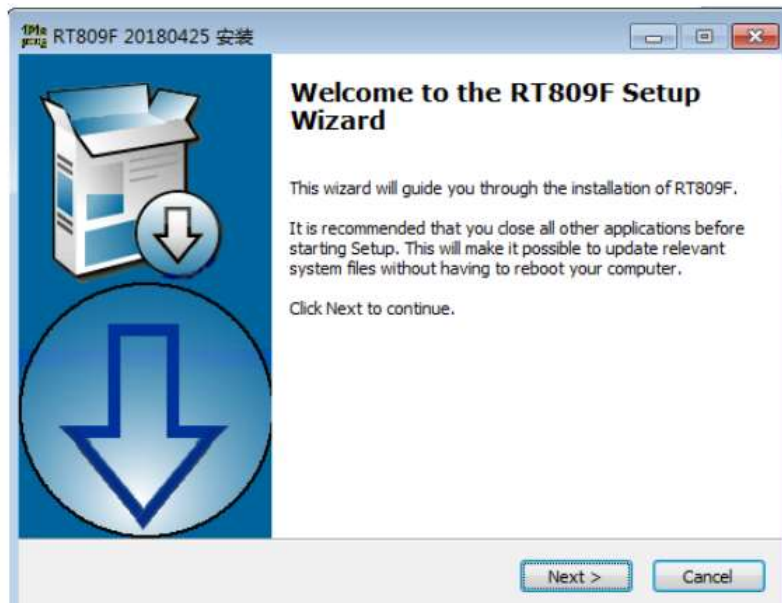 RT809F 20180425 安装
Welcome to the RT809F Setup
Wizard
This wizard will guide you through the installation of RT809F.
It is recommended that you close all other applications before
starting Setup. This will make it possible to update relevant
system files without having to reboot your computer.
Click Next to continue.
Next >
Cancel